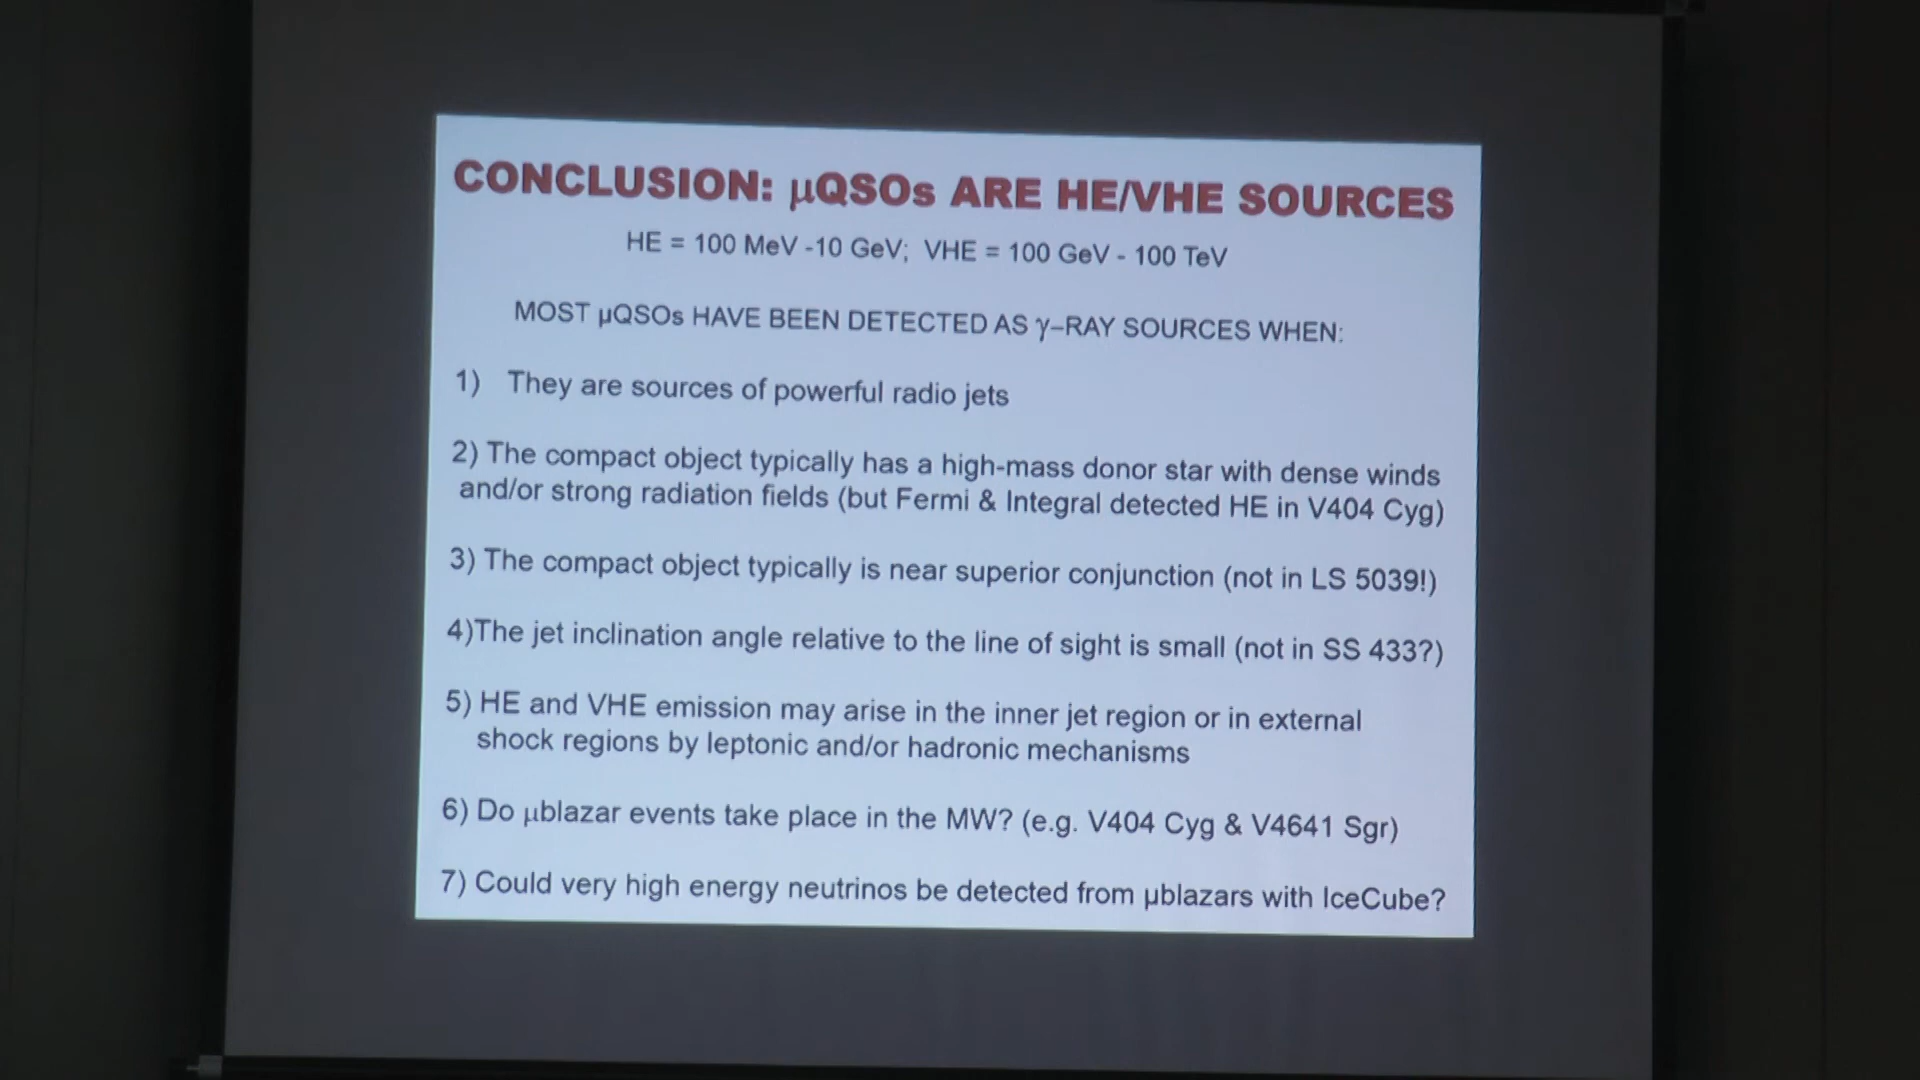 CONCLUSION: μQSOs ARE HE/VHE SOURCES
HE = 100 MeV -10 GeV; VHE = 100 GeV - 100 TeV
MOST μQSOs HAVE BEEN DETECTED AS γ–RAY SOURCES WHEN:
1) They are sources of powerful radio jets
2) The compact object typically has a high-mass donor star with dense winds
and/or strong radiation fields (but Fermi & Integral detected HE in V404 Cyg)
3) The compact object typically is near superior conjunction (not in LS 5039!)
4)The jet inclination angle relative to the line of sight is small (not in SS 433?)
5) HE and VHE emission may arise in the inner jet region or in external
shock regions by leptonic and/or hadronic mechanisms
6) Do μblazar events take place in the MW? (e.g. V404 Cyg & V4641 Sgr)
7) Could very high energy neutrinos be detected from μblazars with IceCube?